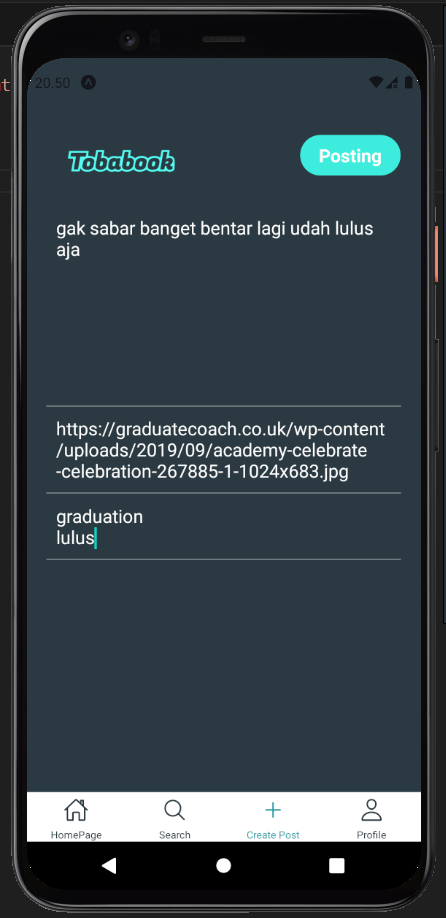 20.50
Tobabook
Posting
gak sabar banget bentar lagi udah lulus
aja
https://graduatecoach.co.uk/wp-content
/uploads/2019/09/academy-celebrate
-celebration-267885-1-1024x683.jpg
graduation
lulus
HomePage
Search
Create Post
Profile